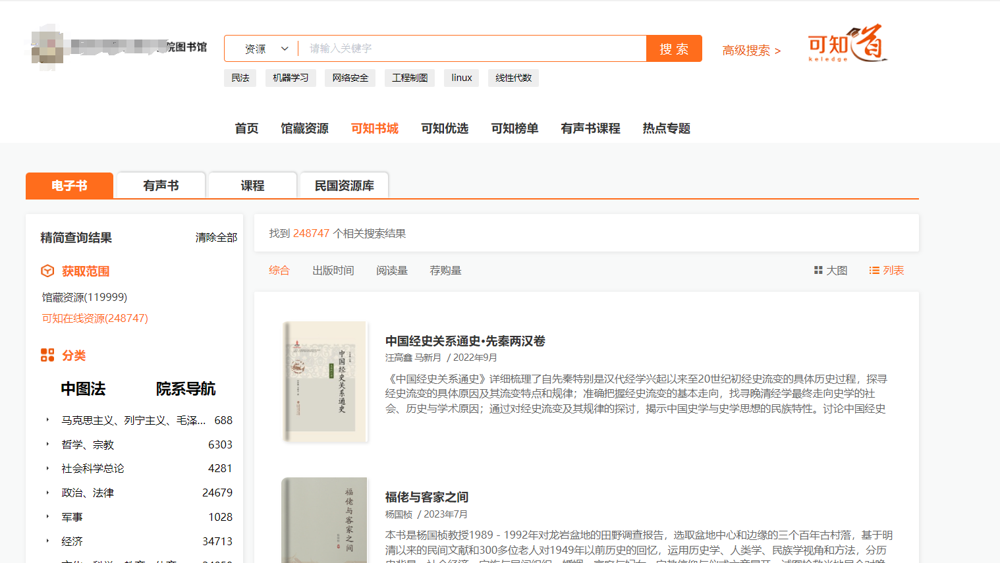 院图书馆
资源 请输入关键字 搜 索 高级搜索 >
可知道
keledge
民法 机器学习 网络安全 工程制图 linux 线性代数
首页 馆藏资源 可知书城 可知优选 可知榜单 有声书课程 热点专题
电子书 有声书 课程 民国资源库
精简查询结果 清除全部
获取范围
馆藏资源(119999)
可知在线资源(248747)
分类
中图法 院系导航
马克思主义、列宁主义、毛泽... 688
哲学、宗教 6303
社会科学总论 4281
政治、法律 24679
军事 1028
经济 34713
找到 248747 个相关搜索结果
综合 出版时间 阅读量 荐购量 大图 列表
中国经史关系通史
中国经史关系通史•先秦两汉卷
汪高鑫 马新月 / 2022年9月
《中国经史关系通史》详细梳理了自先秦特别是汉代经学兴起以来至20世纪初经史流变的具体历史过程，探寻
经史流变的具体原因及其流变特点和规律；准确把握经史流变的基本走向，找寻晚清经学最终走向史学的社
会、历史与学术原因；通过对经史流变及其规律的探讨，揭示中国史学与史学思想的民族特性。讨论中国经史
福佬与客家之间
福佬与客家之间
杨国桢 / 2023年7月
本书是杨国桢教授1989 - 1992年对龙岩盆地的田野调查报告，选取盆地中心和边缘的三个百年古村落，基于明
清以来的民间文献和300多位老人对1949年以前历史的回忆，运用历史学、人类学、民族学视角和方法，分历